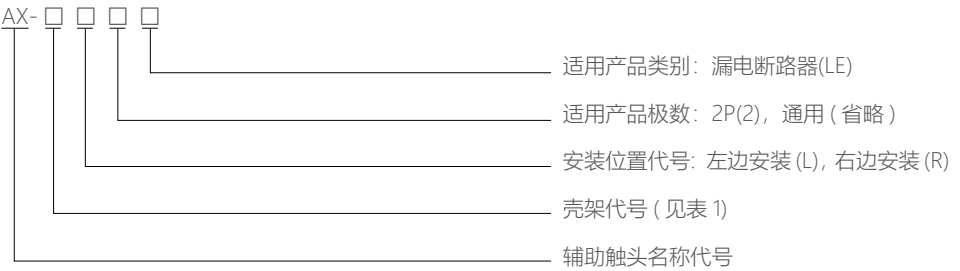 AX-□ □ □ □
适用产品类别：漏电断路器(LE)
适用产品极数：2P(2)，通用 ( 省略 )
安装位置代号：左边安装 (L), 右边安装 (R)
壳架代号 ( 见表 1)
辅助触头名称代号